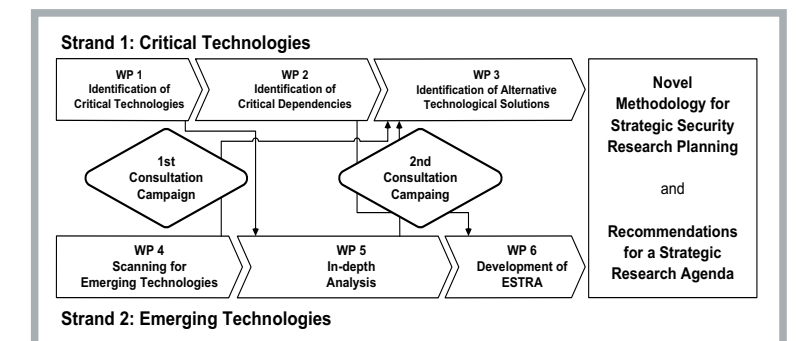 Strand 1: Critical Technologies
WP 1
Identification of
Critical Technologies
WP 2
Identification of
Critical Dependencies
WP 3
Identification of Alternative
Technological Solutions
1st
Consultation
Campaign
2nd
Consultation
Campaing
WP 4
Scanning for
Emerging Technologies
WP 5
In-depth
Analysis
WP 6
Development of
ESTRA
Strand 2: Emerging Technologies
Novel
Methodology for
Strategic Security
Research Planning
and
Recommendations
for a Strategic
Research Agenda